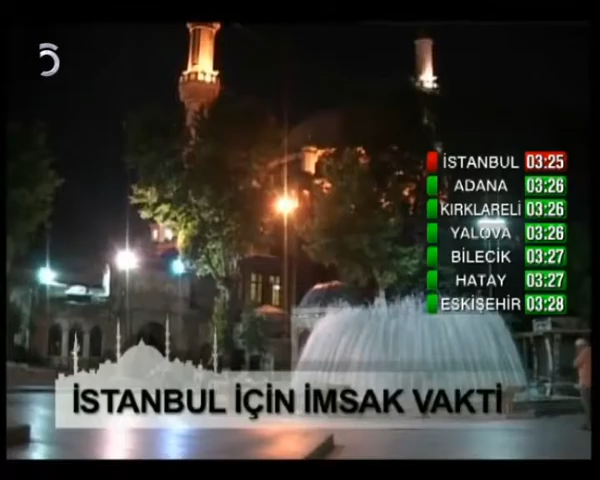 İSTANBUL 03:25
ADANA 03:26
KIRKLARELİ 03:26
YALOVA 03:26
BİLECİK 03:27
HATAY 03:27
ESKİŞEHİR 03:28
İSTANBUL İÇİN İMSAK VAKTİ